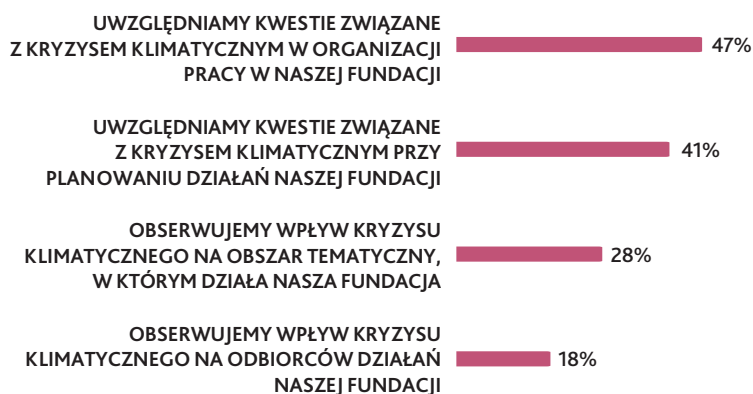 UWZGLĘDNIAMY KWESTIE ZWIĄZANE
Z KRYZYSEM KLIMATYCZNYM W ORGANIZACJI
PRACY W NASZEJ FUNDACJI
47%
UWZGLĘDNIAMY KWESTIE ZWIĄZANE
Z KRYZYSEM KLIMATYCZNYM PRZY
PLANOWANIU DZIAŁAŃ NASZEJ FUNDACJI
41%
OBSERWUJEMY WPŁYW KRYZYSU
KLIMATYCZNEGO NA OBSZAR TEMATYCZNY,
W KTÓRYM DZIAŁA NASZA FUNDACJA
28%
OBSERWUJEMY WPŁYW KRYZYSU
KLIMATYCZNEGO NA ODBIORCÓW DZIAŁAŃ
NASZEJ FUNDACJI
18%